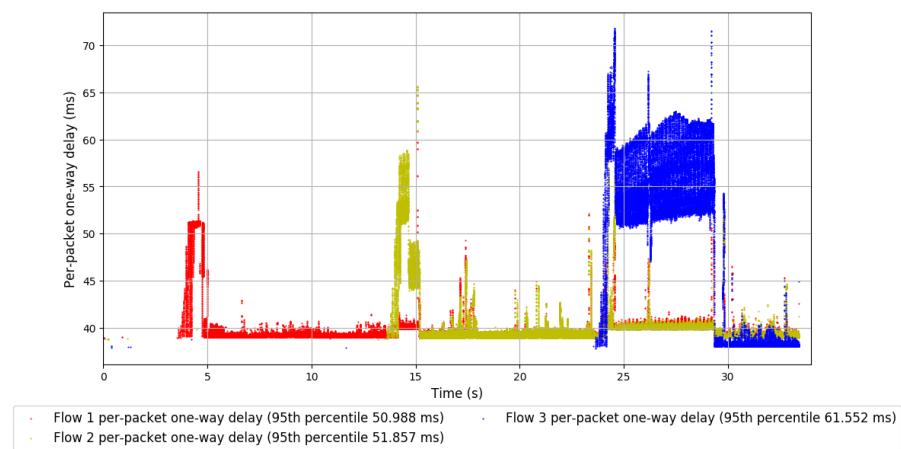 70
65
60
55
50
45
40
Per-packet one-way delay (ms)
0 5 10 15 20 25 30
Time (s)
Flow 1 per-packet one-way delay (95th percentile 50.988 ms)
Flow 2 per-packet one-way delay (95th percentile 51.857 ms)
Flow 3 per-packet one-way delay (95th percentile 61.552 ms)